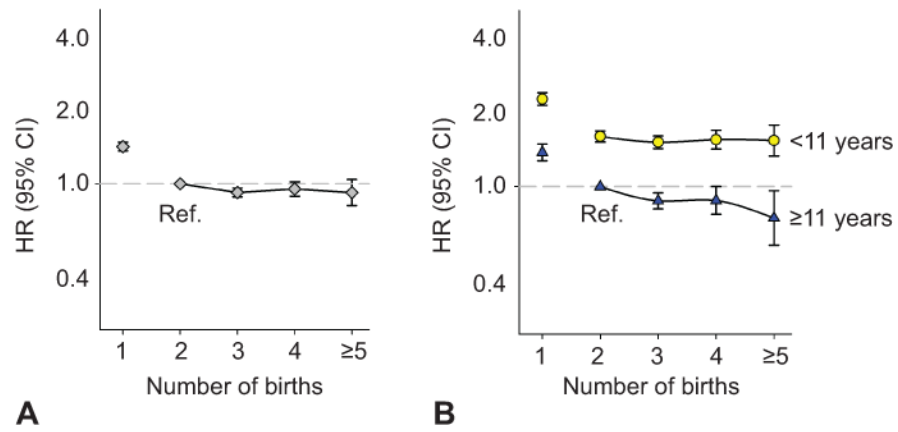 4.0
2.0
1.0
0.4
HR (95% CI)
Ref.
1 2 3 4 ≥5
Number of births
A
4.0
2.0
1.0
0.4
HR (95% CI)
<11 years
≥11 years
Ref.
1 2 3 4 ≥5
Number of births
B